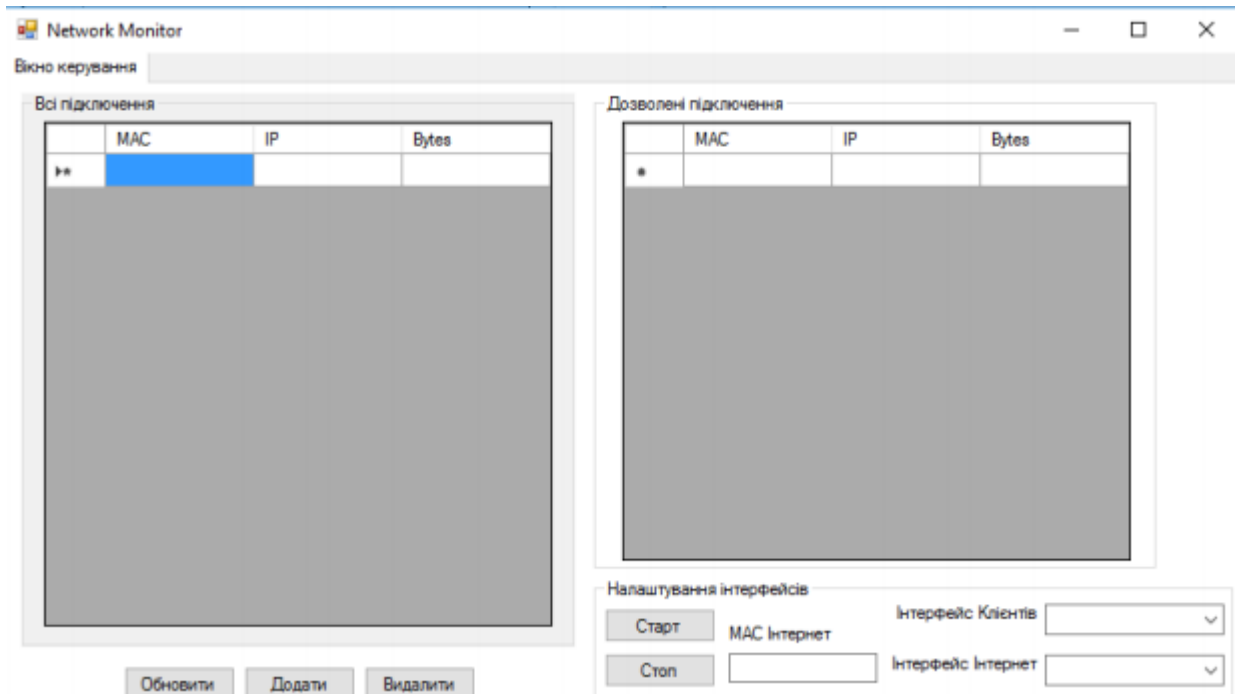 Network Monitor
Вікно керування
Всі підключення
MAC IP Bytes
Дозволені підключення
MAC IP Bytes
Налаштування інтерфейсів
Старт
MAC Інтернет
Інтерфейс Клієнтів
Стоп
Інтерфейс Інтернет
Обновити Додати Видалити